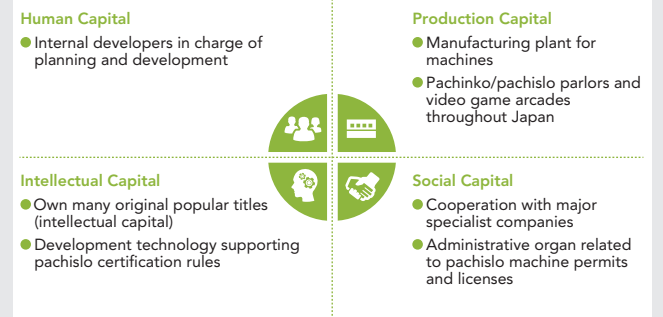 Human Capital
Internal developers in charge of
planning and development
Production Capital
Manufacturing plant for
machines
Pachinko/pachislo parlors and
video game arcades
throughout Japan
Intellectual Capital
Own many original popular titles
(intellectual capital)
Development technology supporting
pachislo certification rules
Social Capital
Cooperation with major
specialist companies
Administrative organ related
to pachislo machine permits
and licenses